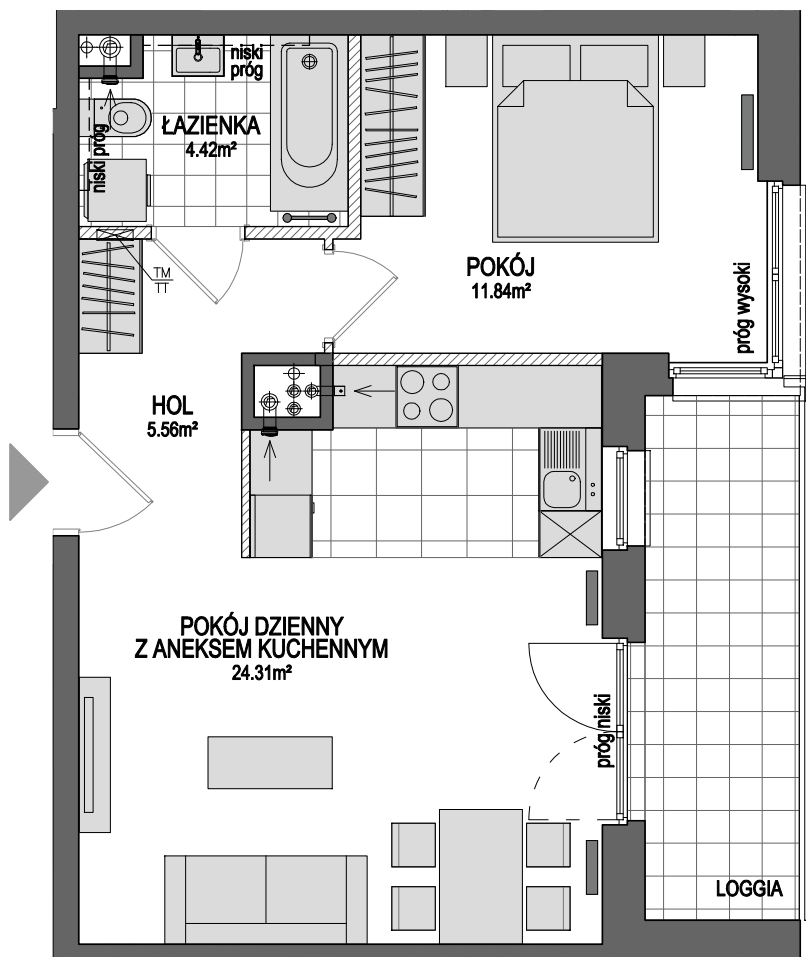 niski
próg
ŁAZIENKA
4.42m²
niski próg
POKÓJ
11.84m²
próg wysoki
TM
TT
HOL
5.56m²
POKÓJ DZIENNY
Z ANEKSEM KUCHENNYM
24.31m²
próg niski
LOGGIA